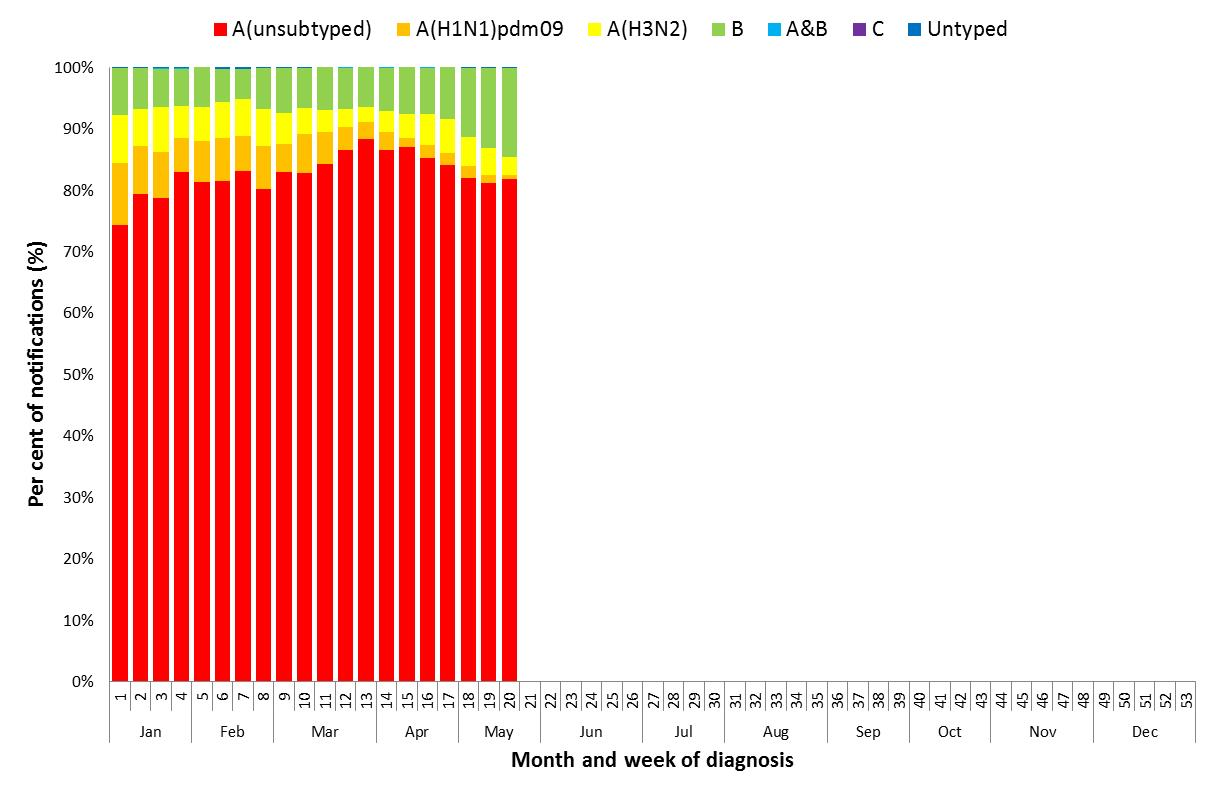 A(unsubtyped) A(H1N1)pdm09 A(H3N2) B A&B C Untyped
100%
90%
80%
70%
60%
50%
40%
30%
20%
10%
0%
Per cent of notifications (%)
1 2 3 4 5 6 7 8 9 10 11 12 13 14 15 16 17 18 19 20 21 22 23 24 25 26 27 28 29 30 31 32 33 34 35 36 37 38 39 40 41 42 43 44 45 46 47 48 49 50 51 52 53
Jan Feb Mar Apr May Jun Jul Aug Sep Oct Nov Dec
Month and week of diagnosis